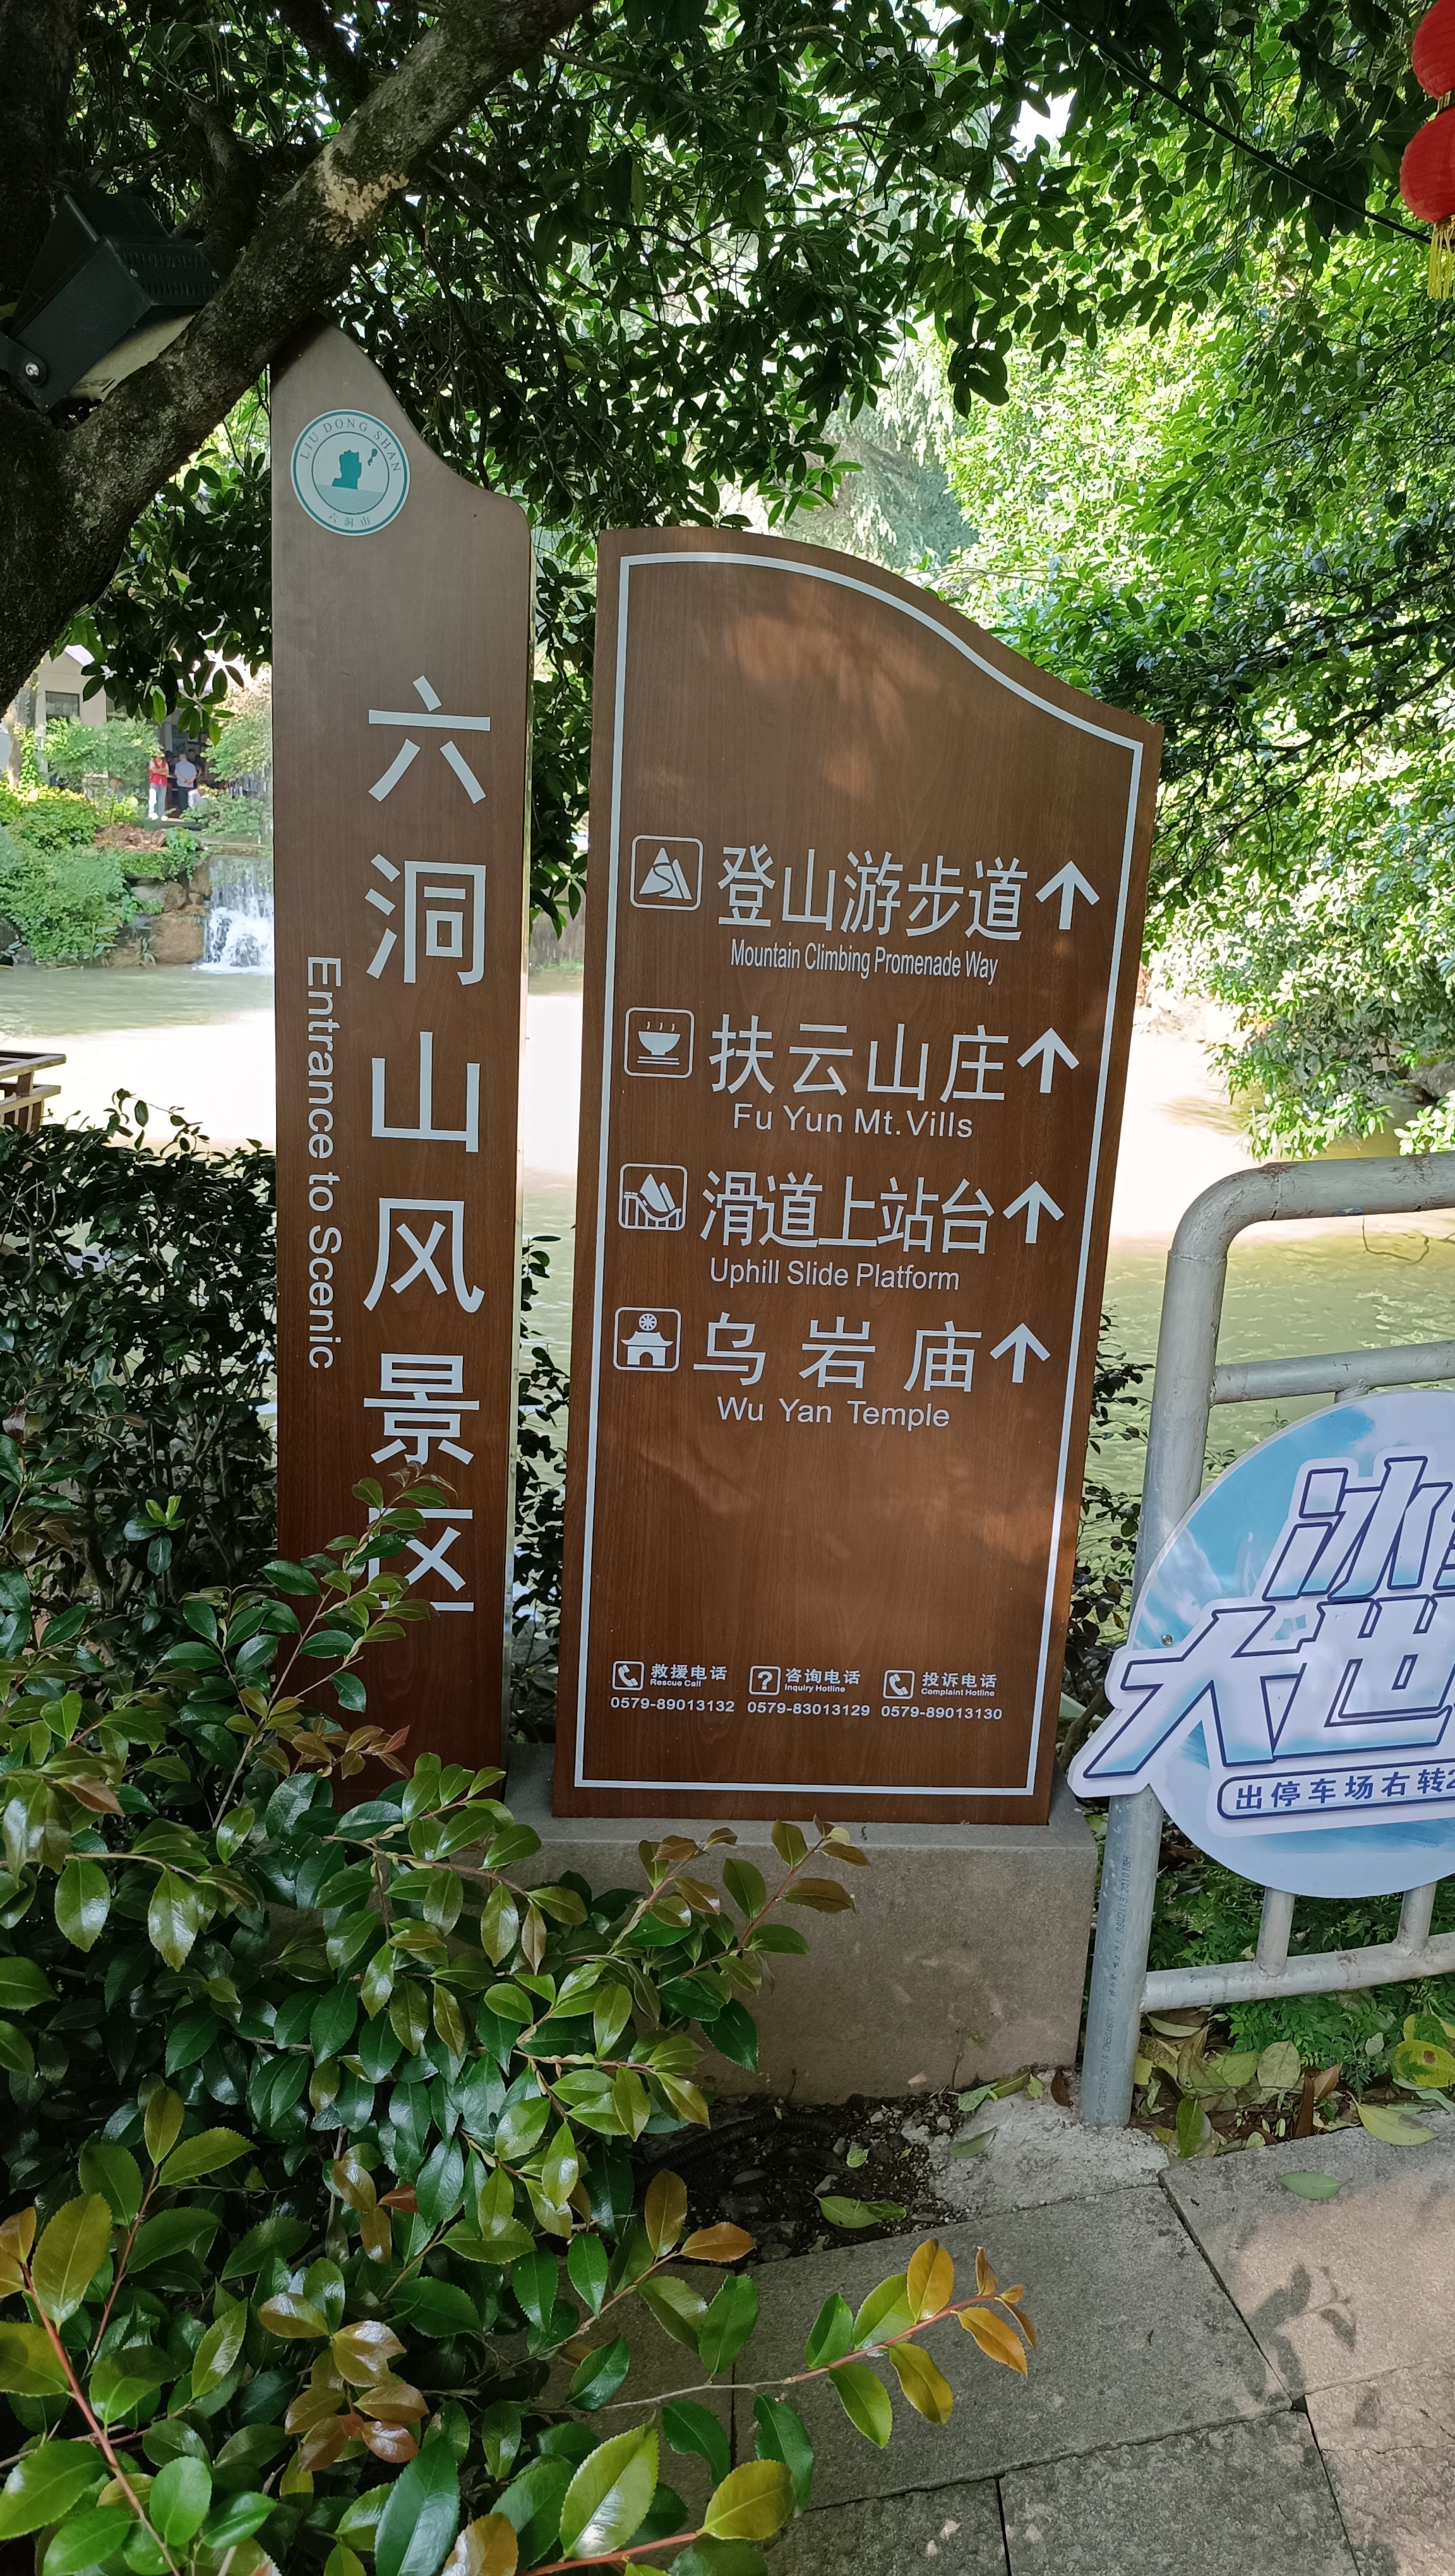 LIU DONG SHAN
六洞山
六洞山风景区
Entrance to Scenic
登山游步道
Mountain Climbing Promenade Way
扶云山庄
Fu Yun Mt.Vills
滑道上站台
Uphill Slide Platform
乌岩庙
Wu Yan Temple
救援电话
Rescue Call
0579-89013132
咨询电话
Inquiry Hotline
0579-83013129
投诉电话
Complaint Hotline
0579-89013130
冰
大世
出停车场右转2